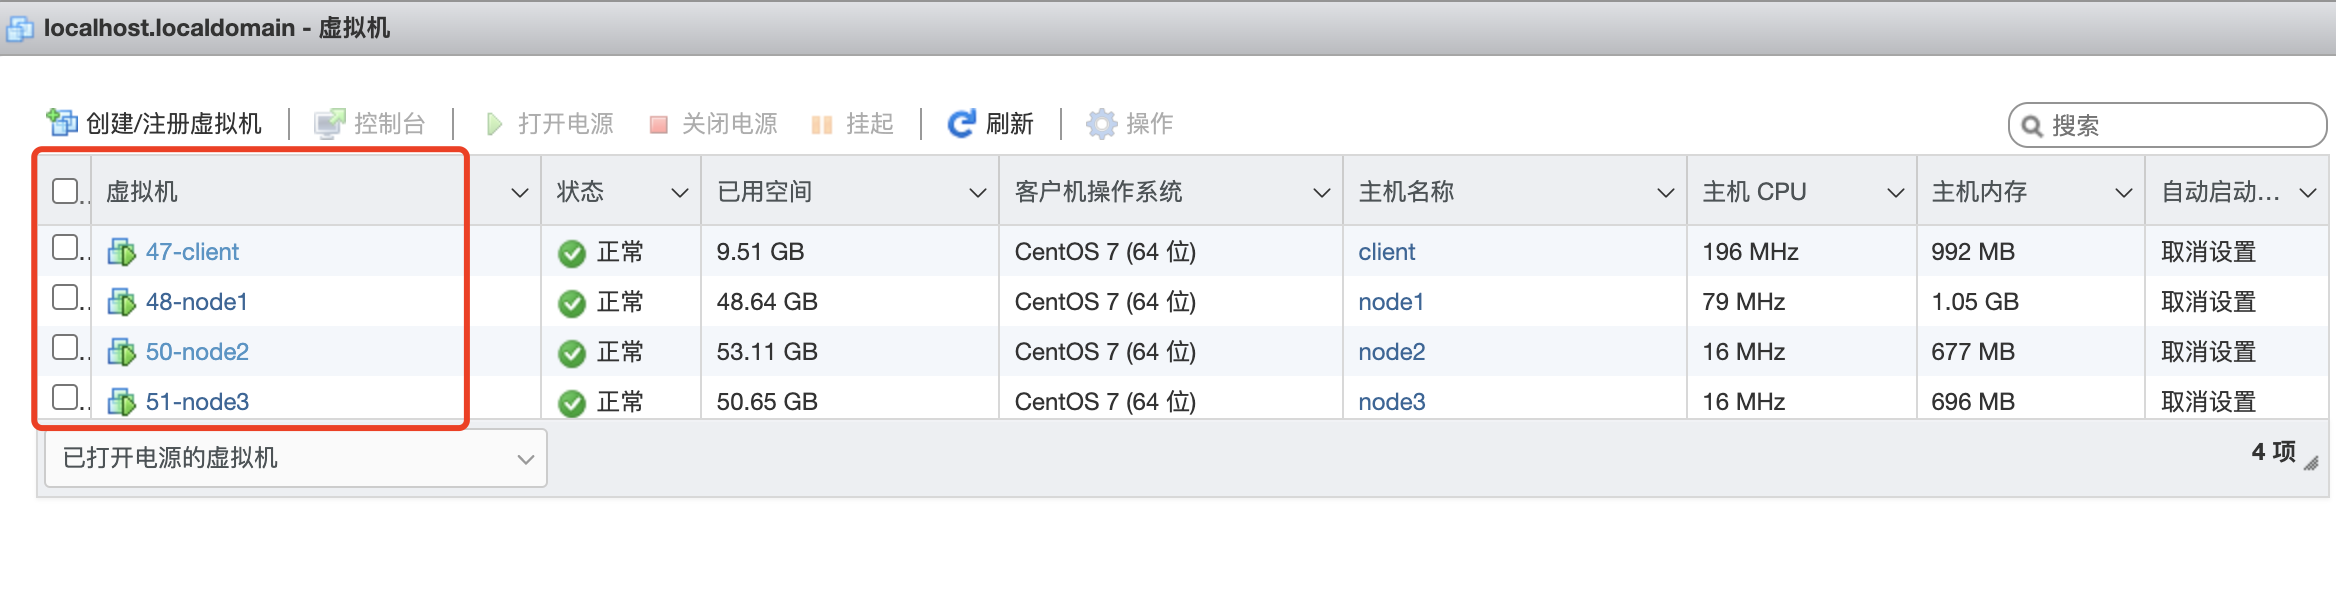 localhost.localdomain - 虚拟机
创建/注册虚拟机 控制台 打开电源 关闭电源 挂起 刷新 操作 搜索
虚拟机 状态 已用空间 客户机操作系统 主机名称 主机 CPU 主机内存 自动启动...
47-client 正常 9.51 GB CentOS 7 (64 位) client 196 MHz 992 MB 取消设置
48-node1 正常 48.64 GB CentOS 7 (64 位) node1 79 MHz 1.05 GB 取消设置
50-node2 正常 53.11 GB CentOS 7 (64 位) node2 16 MHz 677 MB 取消设置
51-node3 正常 50.65 GB CentOS 7 (64 位) node3 16 MHz 696 MB 取消设置
已打开电源的虚拟机 4 项